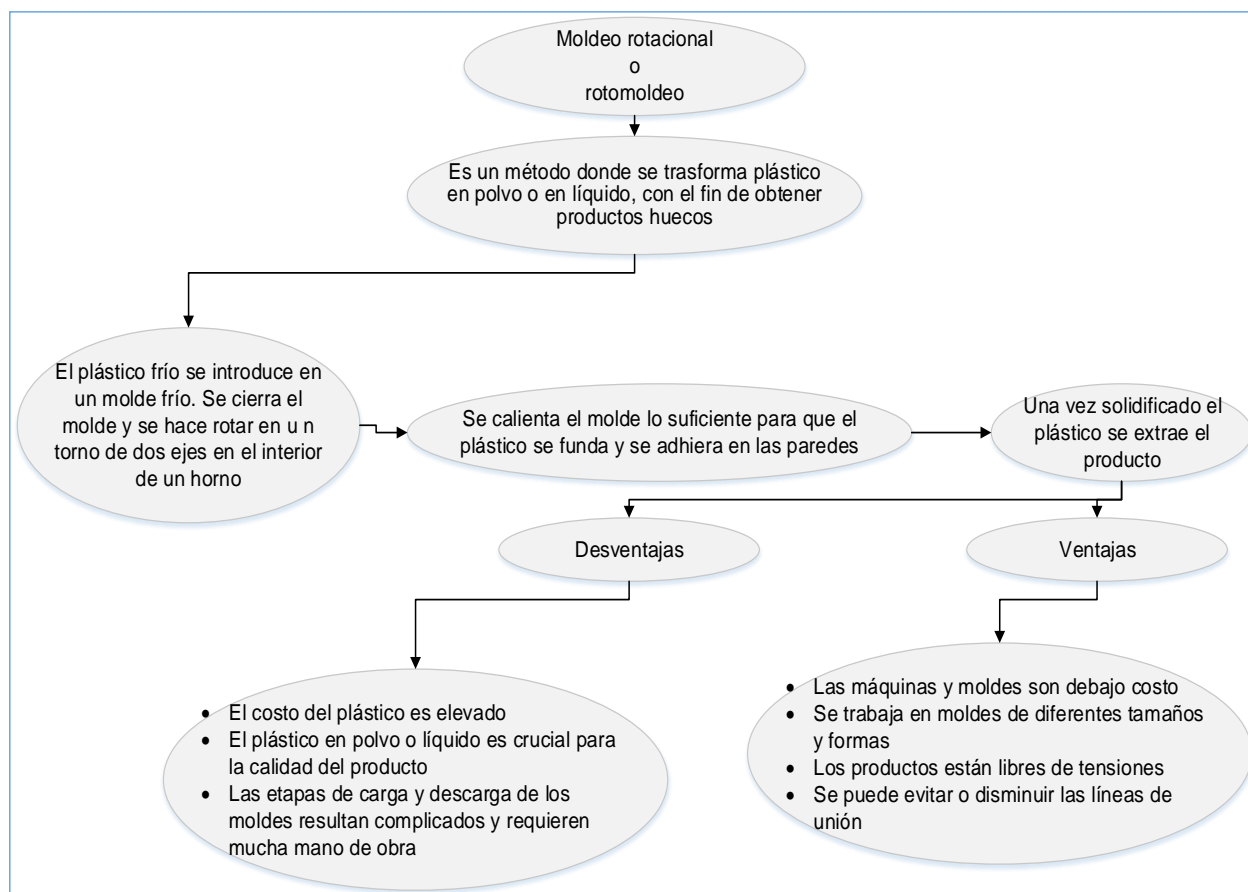 Moldeo rotacional
o
rotomoldeo
Es un método donde se trasforma plástico
en polvo o en líquido, con el fin de obtener
productos huecos
El plástico frío se introduce en
un molde frío. Se cierra el
molde y se hace rotar en u n
torno de dos ejes en el interior
de un horno
Se calienta el molde lo suficiente para que el
plástico se funda y se adhiera en las paredes
Una vez solidificado el
plástico se extrae el
producto
Desventajas
Ventajas
• El costo del plástico es elevado
• El plástico en polvo o líquido es crucial para
la calidad del producto
• Las etapas de carga y descarga de los
moldes resultan complicados y requieren
mucha mano de obra
• Las máquinas y moldes son debajo costo
• Se trabaja en moldes de diferentes tamaños
y formas
• Los productos están libres de tensiones
• Se puede evitar o disminuir las líneas de
unión